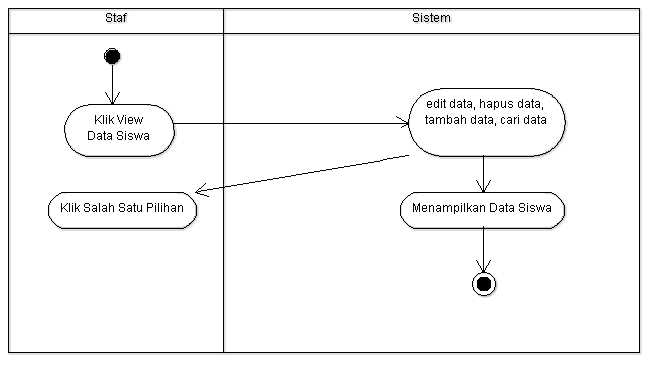 Staf
Sistem
Klik View
Data Siswa
edit data, hapus data,
tambah data, cari data
Klik Salah Satu Pilihan
Menampilkan Data Siswa